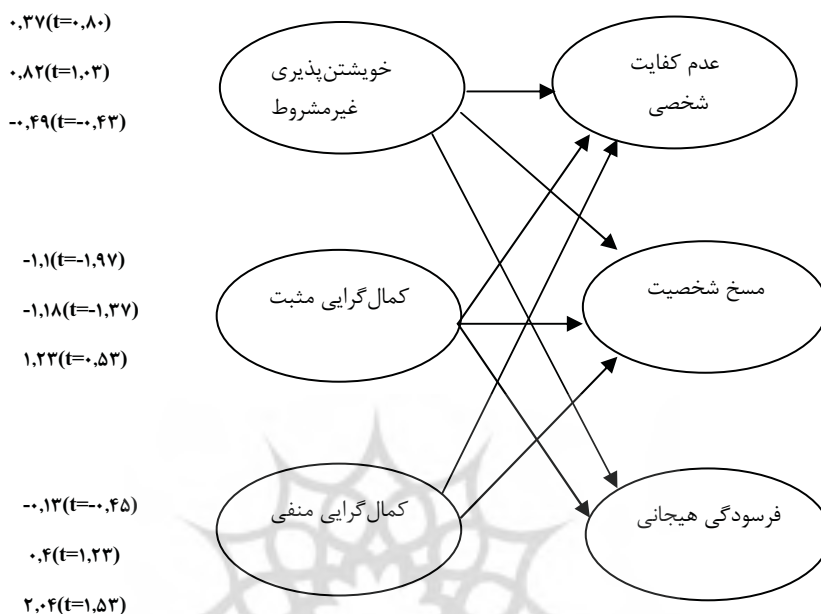 ۰,۳۷(t=۰,۸۰)
۰,۸۲(t=۱,۰۳)
-۰,۴۹(t=-۰,۴۳)
خویشتن‌پذیری
غیرمشروط
عدم کفایت
شخصی
-۱,۱(t=-۱,۹۷)
-۱,۱۸(t=-۱,۳۷)
۱,۲۳(t=۰,۵۳)
کمال‌گرایی مثبت
مسخ شخصیت
-۰,۱۳(t=-۰,۴۵)
۰,۴(t=۱,۲۳)
۲,۰۴(t=۱,۵۳)
کمال‌گرایی منفی
فرسودگی هیجانی